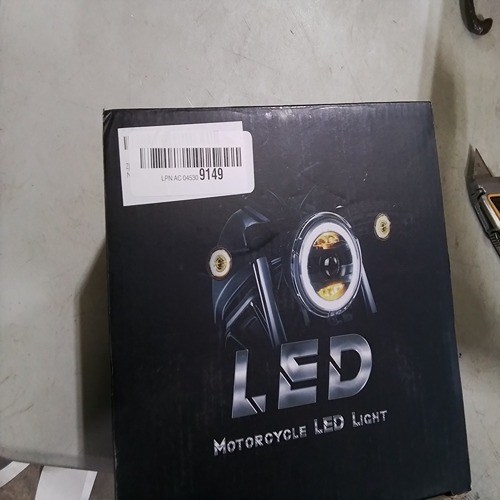 LPN AC 04530 9149
LED
MOTORCYCLE LED LIGHT